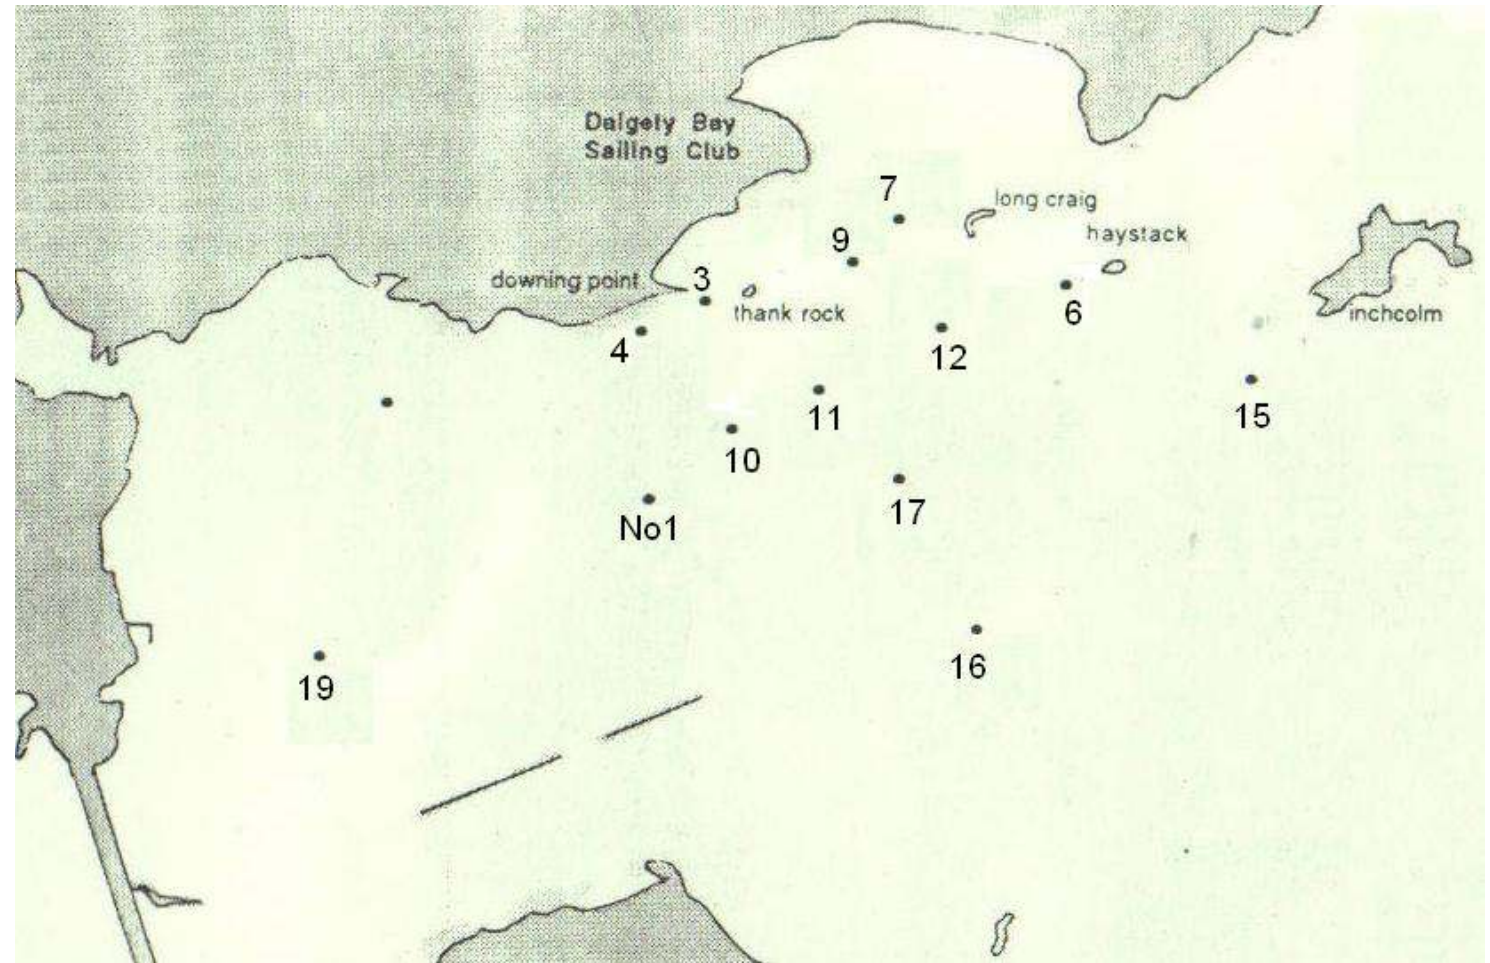 Dalgety Bay
Sailing Club
7
long craig
9
haystack
downing point
3
thank rock
6
inchcolm
4
12
11
15
10
17
No1
16
19